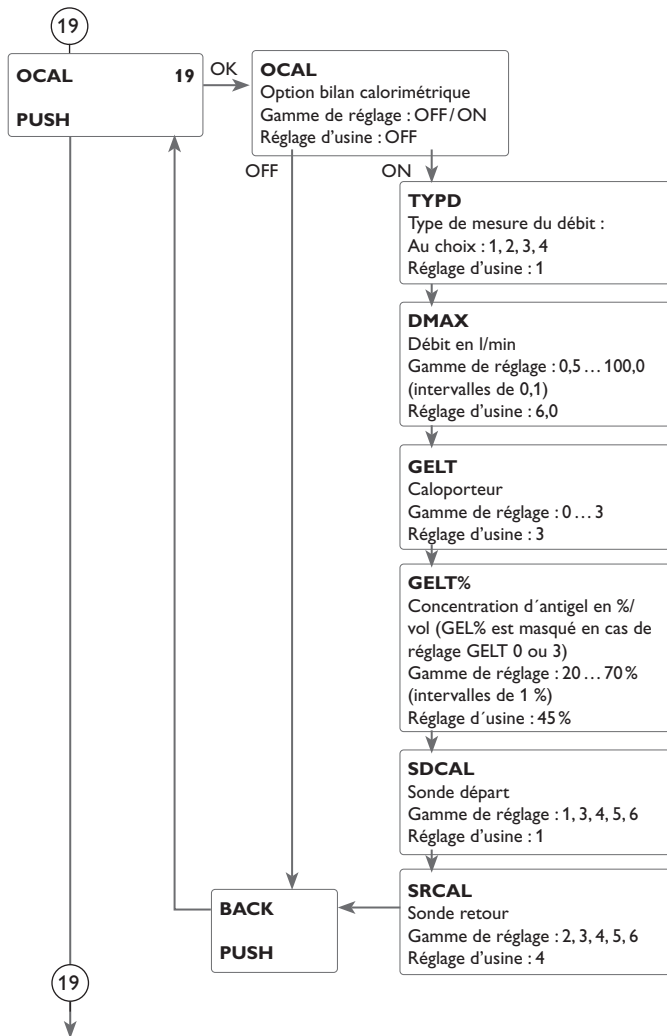 19
OCAL 19
PUSH
OK
OCAL
Option bilan calorimétrique
Gamme de réglage : OFF / ON
Réglage d'usine : OFF
OFF
ON
TYPD
Type de mesure du débit :
Au choix : 1, 2, 3, 4
Réglage d'usine : 1
DMAX
Débit en l/min
Gamme de réglage : 0,5 … 100,0
(intervalles de 0,1)
Réglage d'usine : 6,0
GELT
Caloporteur
Gamme de réglage : 0 … 3
Réglage d'usine : 3
GELT%
Concentration d´antigel en %/
vol (GEL% est masqué en cas de
réglage GELT 0 ou 3)
Gamme de réglage : 20 … 70 %
(intervalles de 1 %)
Réglage d´usine : 45 %
SDCAL
Sonde départ
Gamme de réglage : 1, 3, 4, 5, 6
Réglage d'usine : 1
SRCAL
Sonde retour
Gamme de réglage : 2, 3, 4, 5, 6
Réglage d'usine : 4
BACK
PUSH
19